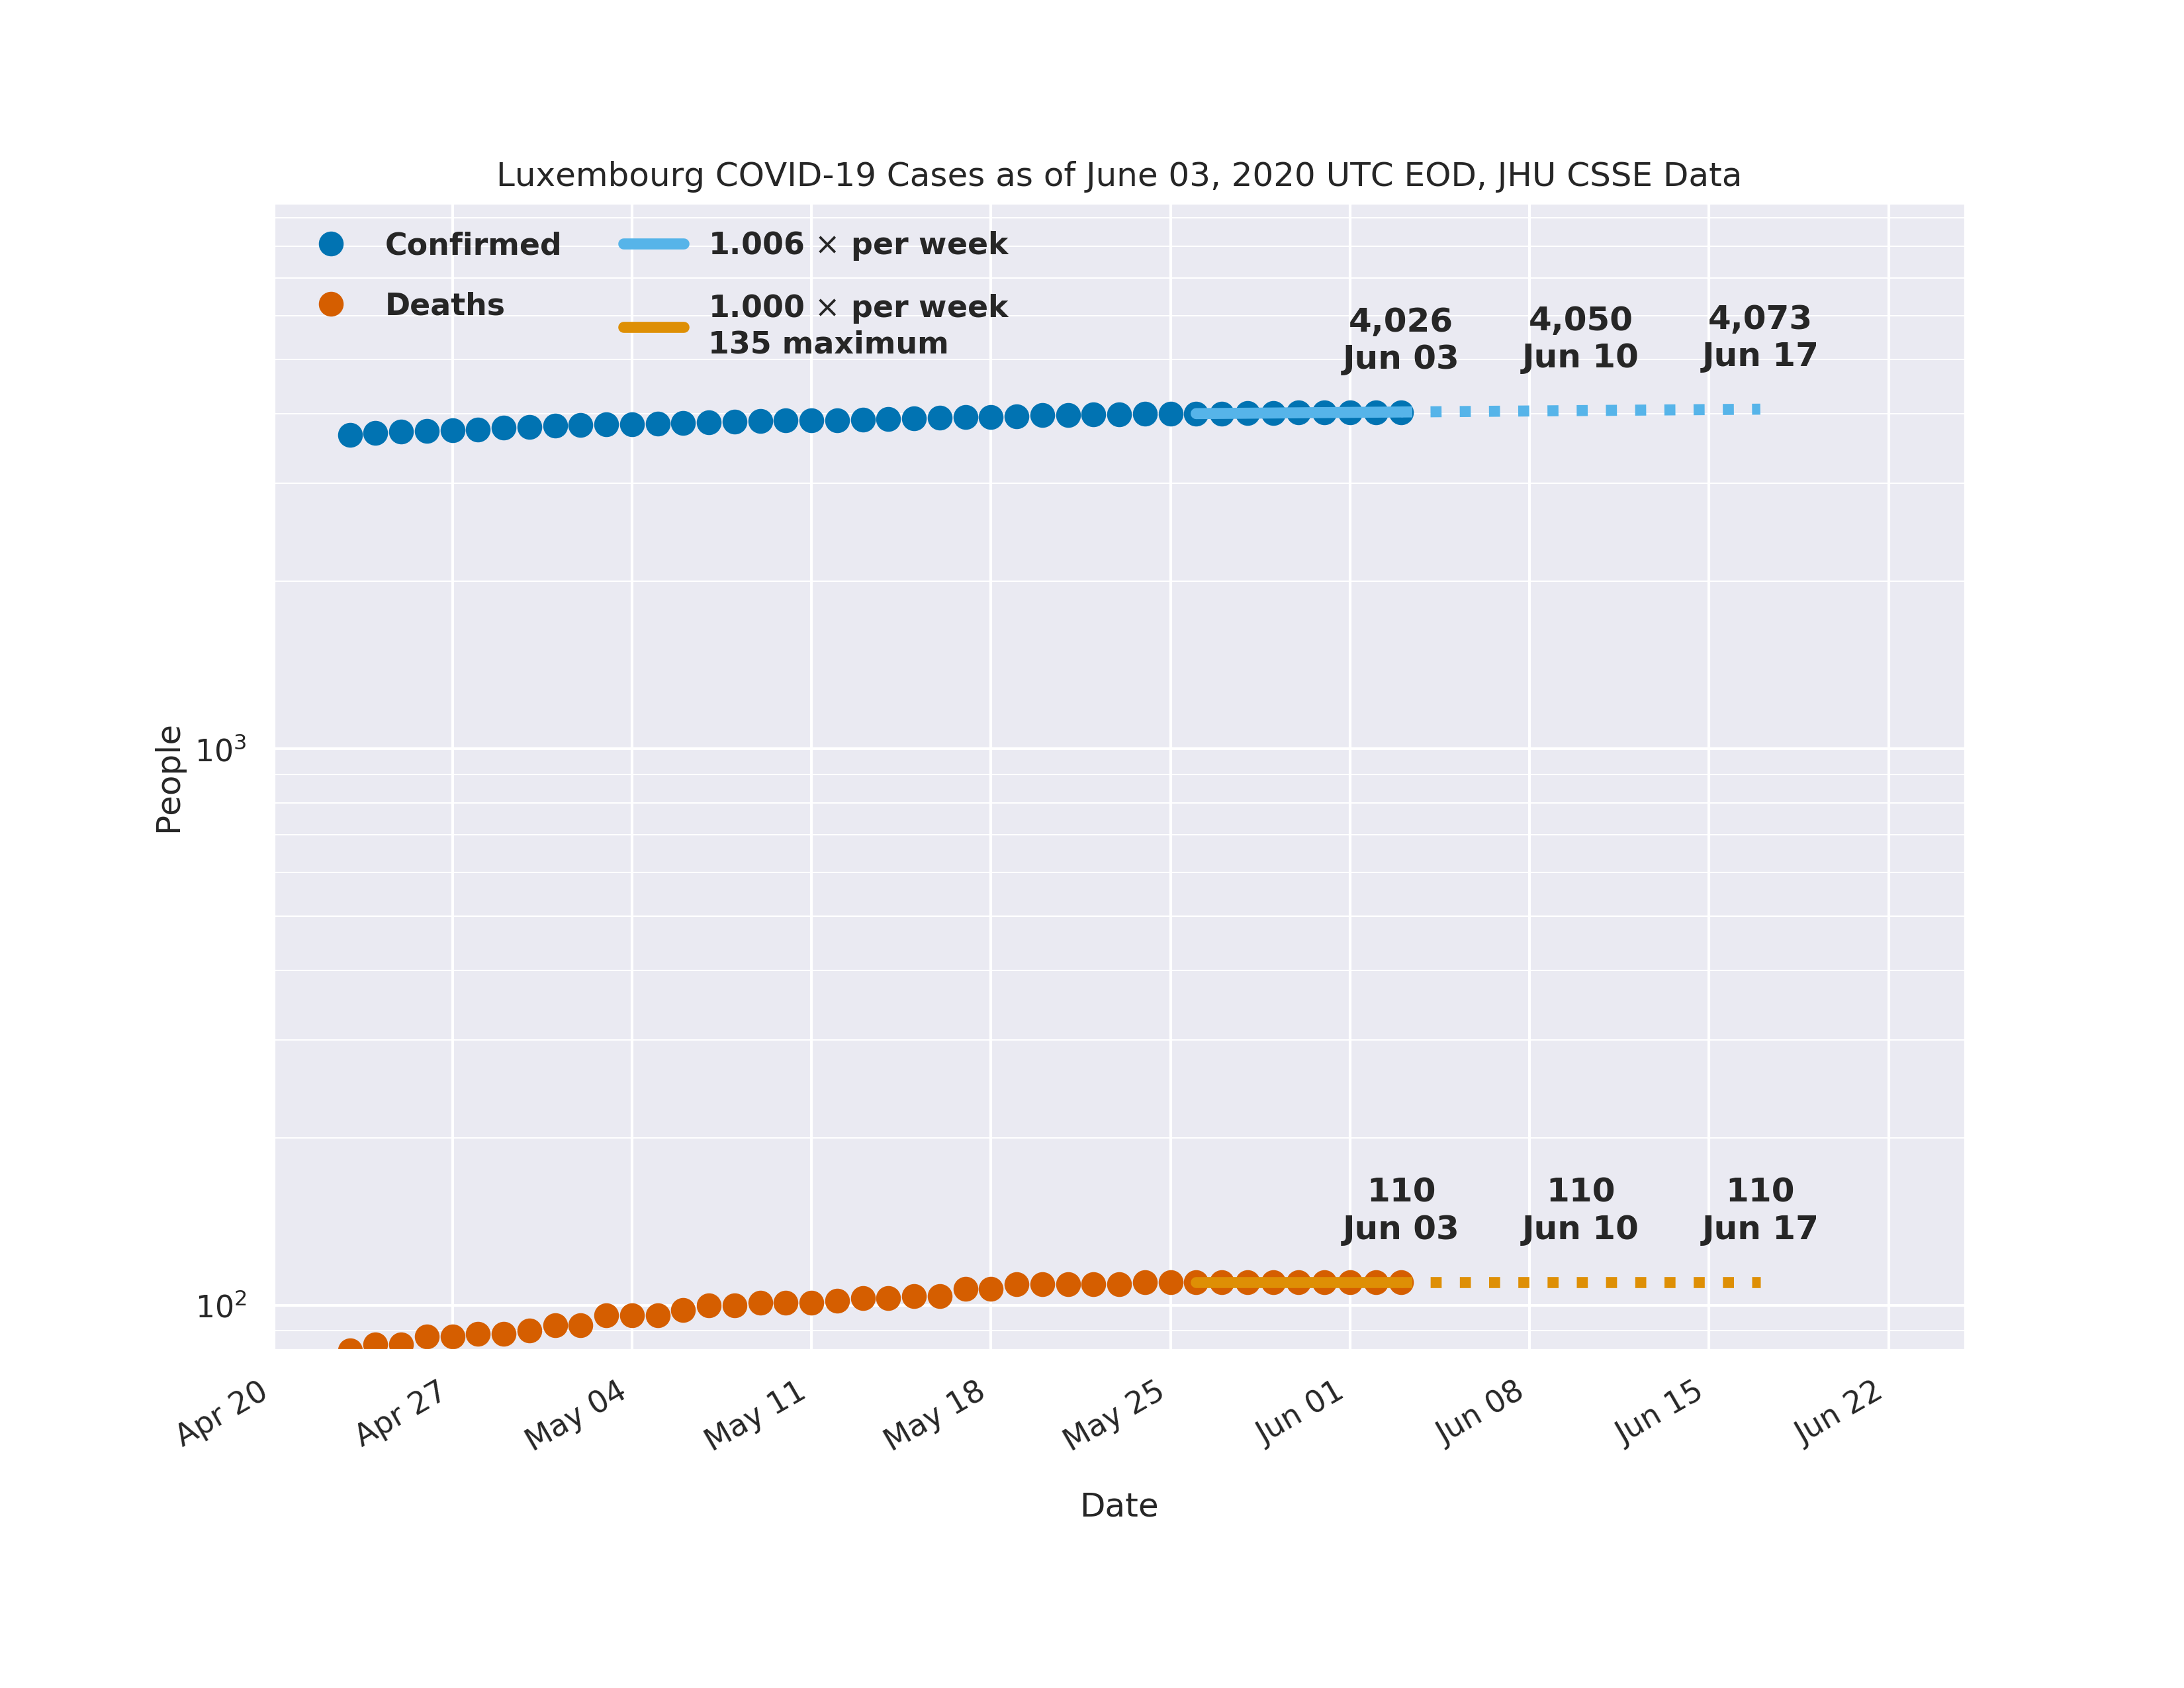 Luxembourg COVID-19 Cases as of June 03, 2020 UTC EOD, JHU CSSE Data
Confirmed
Deaths
1.006 × per week
1.000 × per week
135 maximum
4,026
Jun 03
4,050
Jun 10
4,073
Jun 17
People
10³
10²
110
Jun 03
110
Jun 10
110
Jun 17
Apr 20
Apr 27
May 04
May 11
May 18
May 25
Jun 01
Jun 08
Jun 15
Jun 22
Date